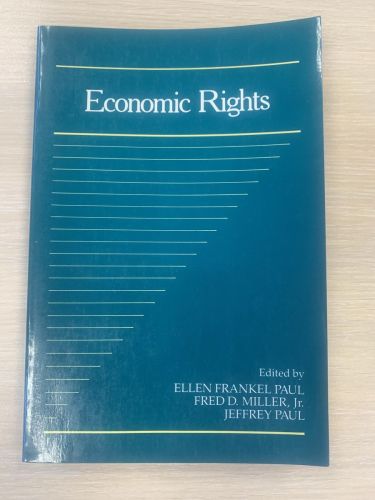 Economic Rights
Edited by
ELLEN FRANKEL PAUL
FRED D. MILLER, Jr.
JEFFREY PAUL